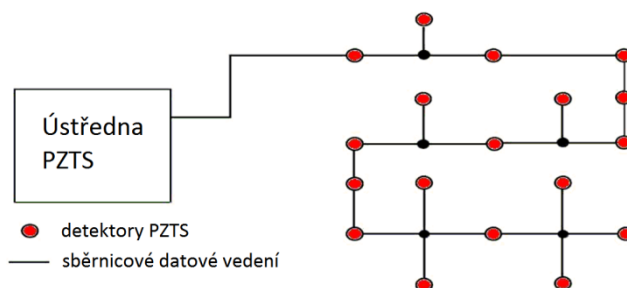 Ústředna
PZTS
detektory PZTS
sběrnicové datové vedení